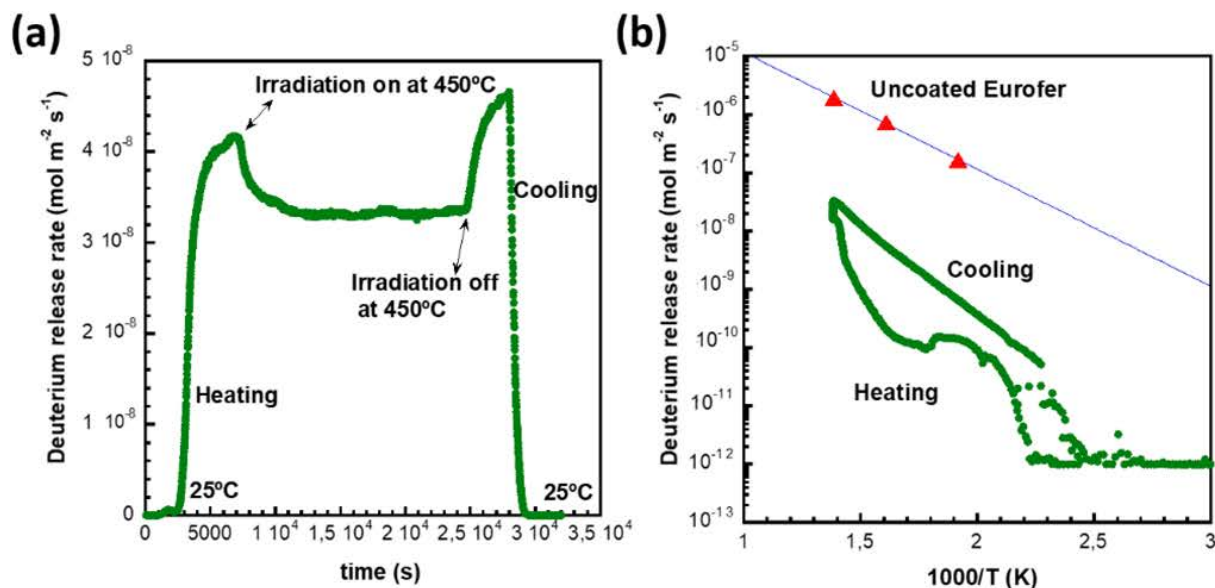 (a)
Deuterium release rate (mol m⁻² s⁻¹)
5 10⁻⁸
4 10⁻⁸
3 10⁻⁸
2 10⁻⁸
1 10⁻⁸
0
Irradiation on at 450ºC
Cooling
Irradiation off
at 450ºC
Heating
25ºC
25ºC
0
5000
1 10⁴
1,5 10⁴
2 10⁴
2,5 10⁴
3 10⁴
3,5 10⁴
time (s)
(b)
Deuterium release rate (mol m⁻² s⁻¹)
10⁻⁵
10⁻⁶
10⁻⁷
10⁻⁸
10⁻⁹
10⁻¹⁰
10⁻¹¹
10⁻¹²
10⁻¹³
Uncoated Eurofer
Cooling
Heating
1
1,5
2
2,5
3
1000/T (K)